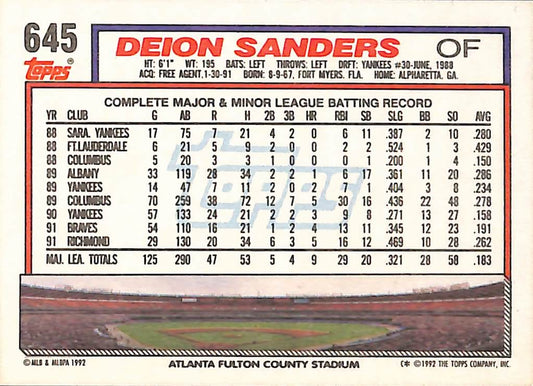 645
Topps®
DEION SANDERS OF
HT: 6'1" WT: 195 BATS: LEFT THROWS: LEFT DRFT: YANKEES #30-JUNE, 1988
ACQ: FREE AGENT,1-30-91 BORN: 8-9-67, FORT MYERS, FLA. HOME: ALPHARETTA, GA.
COMPLETE MAJOR & MINOR LEAGUE BATTING RECORD
YR CLUB G AB R H 2B 3B HR RBI SB SLG BB SO AVG
88 SARA. YANKEES 17 75 7 21 4 2 0 6 11 .387 2 10 .280
88 FT.LAUDERDALE 6 21 5 9 2 0 0 2 2 .524 1 3 .429
88 COLUMBUS 5 20 3 3 1 0 0 0 1 .200 1 4 .150
89 ALBANY 33 119 28 34 2 2 1 6 17 .361 11 20 .286
89 YANKEES 14 47 7 11 2 0 2 7 1 .404 3 8 .234
89 COLUMBUS 70 259 38 72 12 7 5 30 16 .436 22 48 .278
90 YANKEES 57 133 24 21 2 2 3 9 8 .271 13 27 .158
91 BRAVES 54 110 16 21 1 2 4 13 11 .345 12 23 .191
91 RICHMOND 29 130 20 34 6 3 5 16 12 .469 10 28 .262
MAJ. LEA. TOTALS 125 290 47 53 5 4 9 29 20 .321 28 58 .183
Topps
© MLB & MLBPA 1992 ATLANTA FULTON COUNTY STADIUM C* © 1992 THE TOPPS COMPANY, INC.